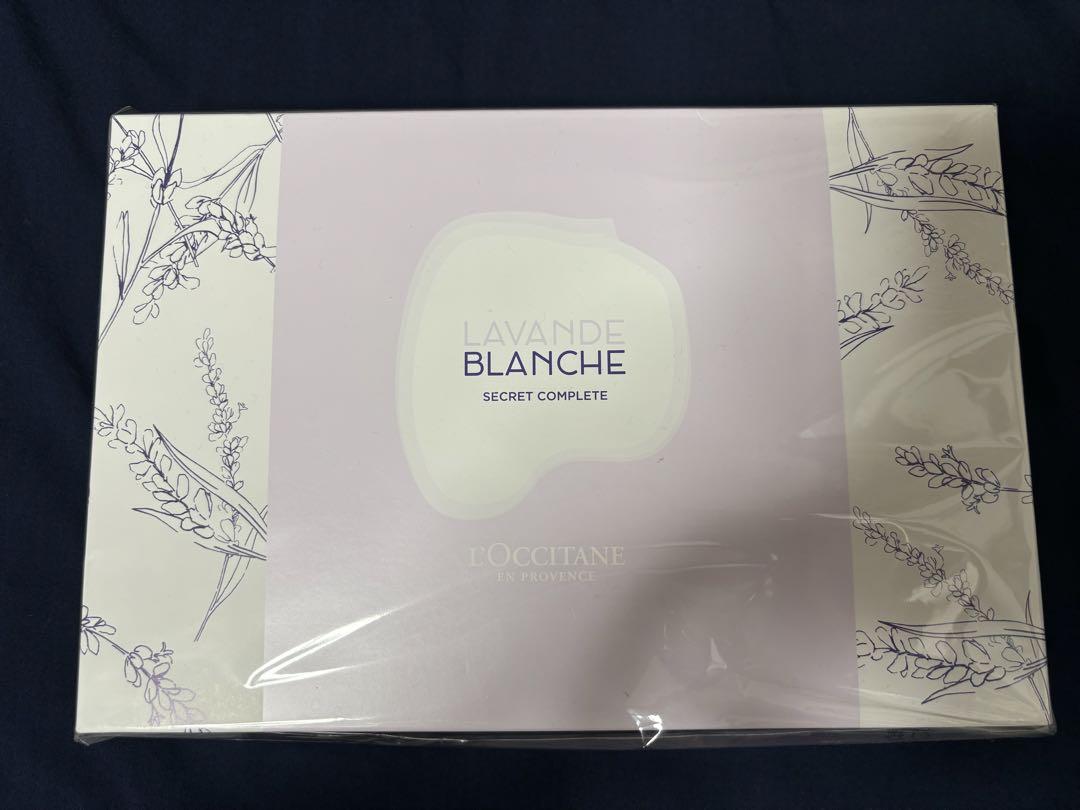 LAVANDE
BLANCHE
SECRET COMPLETE
L'OCCITANE
EN PROVENCE